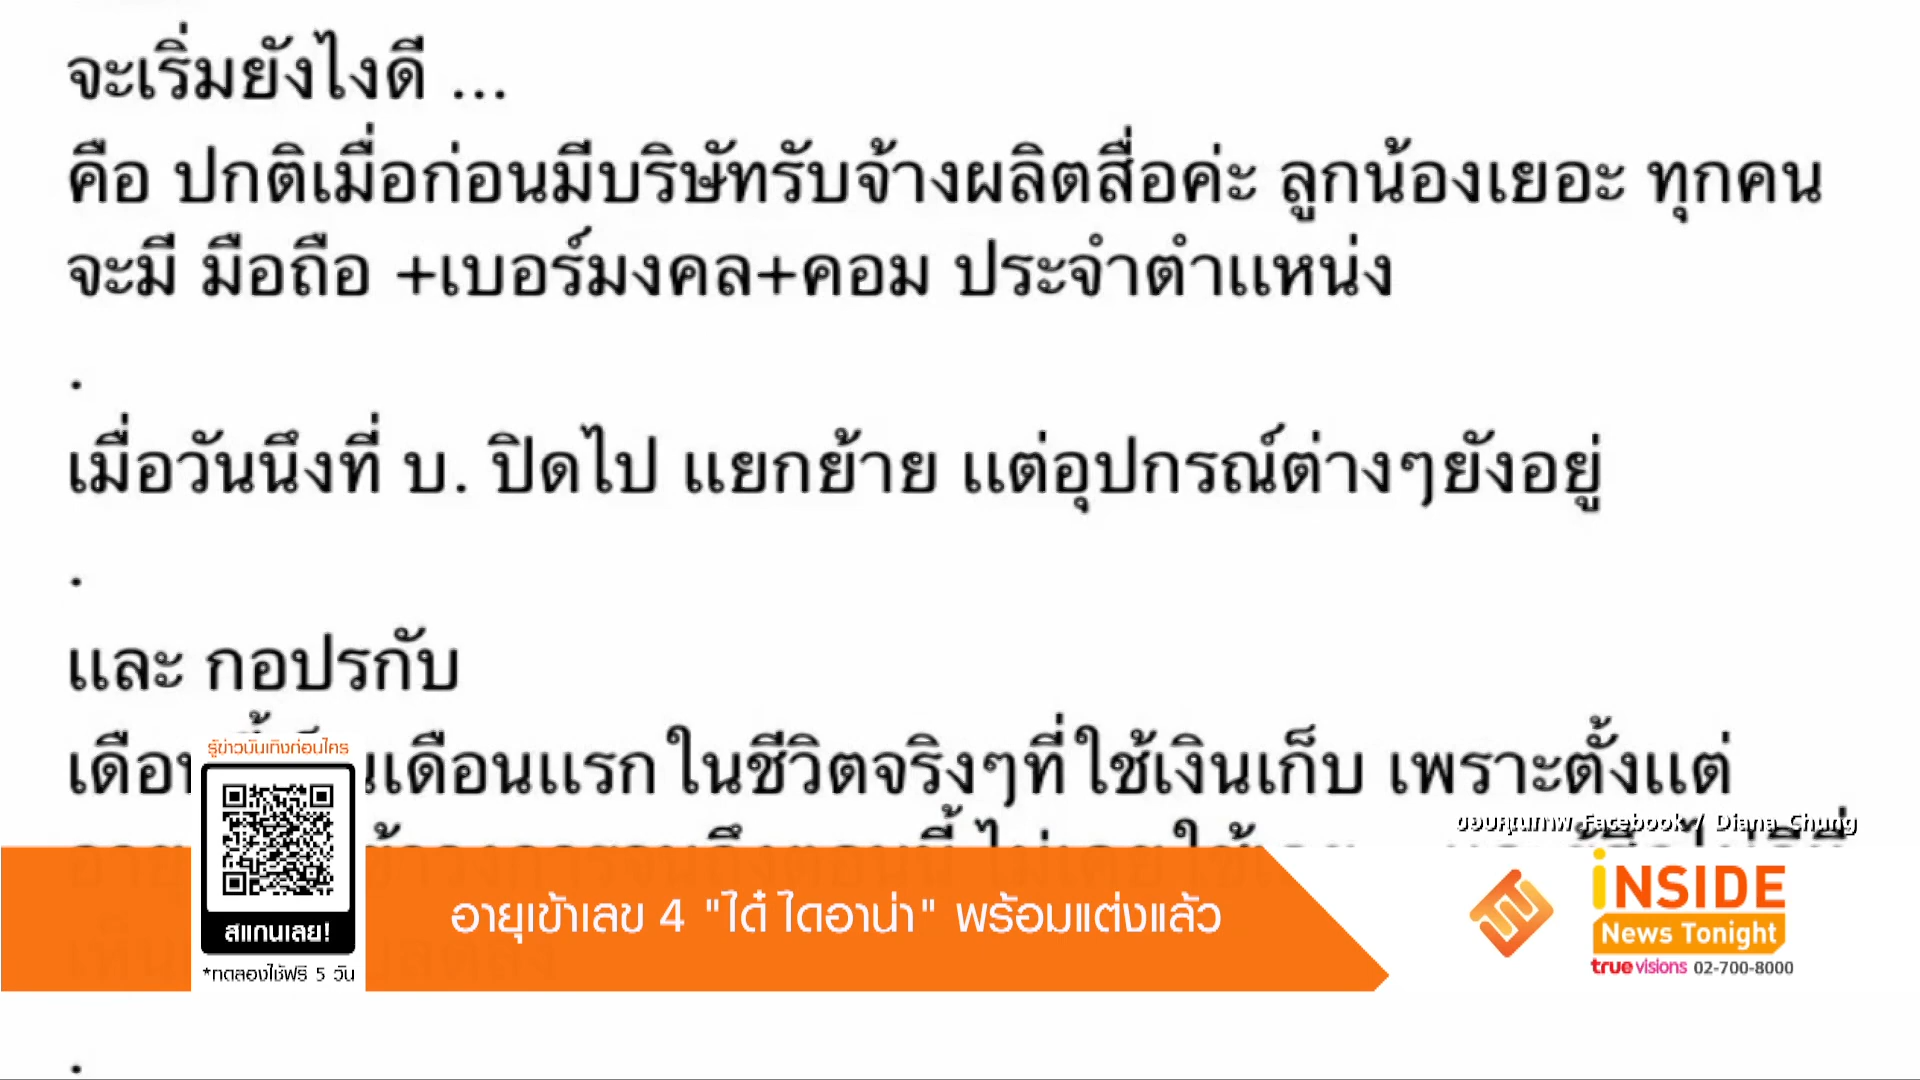 จะเริ่มยังไงดี ...
คือ ปกติเมื่อก่อนมีบริษัทรับจ้างผลิตสื่อค่ะ ลูกน้องเยอะ ทุกคน
จะมี มือถือ +เบอร์มงคล+คอม ประจำตำแหน่ง
.
เมื่อวันนึงที่ บ. ปิดไป แยกย้าย แต่อุปกรณ์ต่างๆยังอยู่
.
และ กอปรกับ
เดือนแรกในชีวิตจริงๆที่ใช้เงินเก็บ เพราะตั้งแต่
รู้ข่าวบันเทิงก่อนใคร
สแกนเลย!
*ทดลองใช้ฟรี 5 วัน
ขอบคุณภาพ Facebook / Diana Chung
อายุเข้าเลข 4 "ได๋ ไดอาน่า" พร้อมแต่งแล้ว
iNSIDE
News Tonight
truevisions 02-700-8000
.